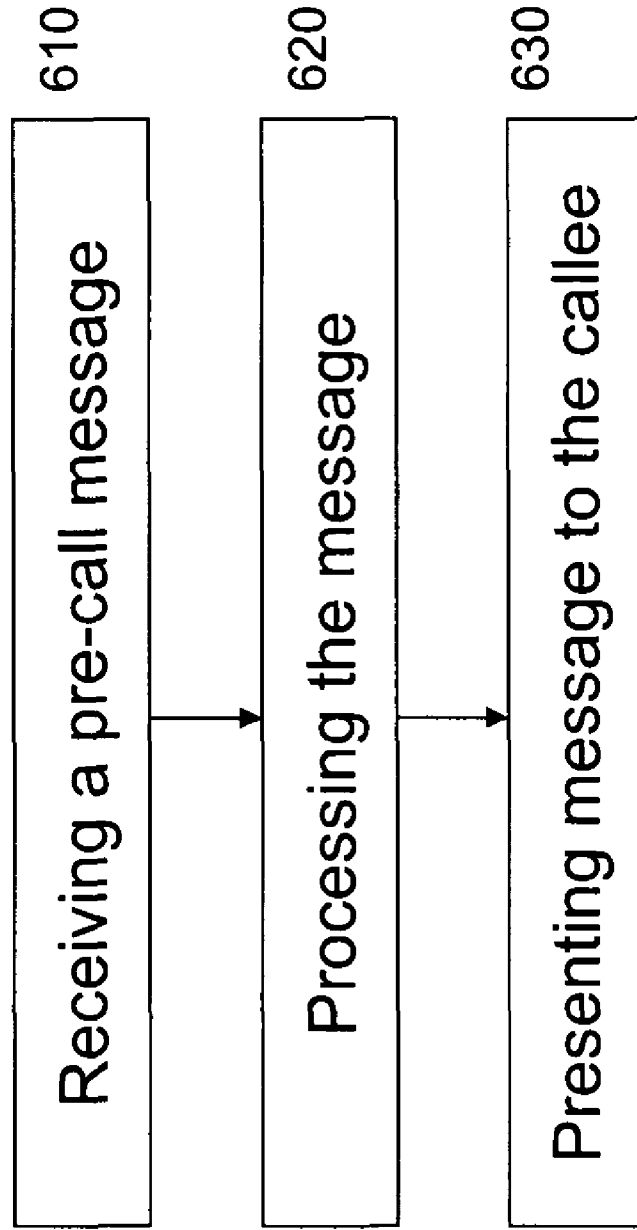 Receiving a pre-call message 610
Processing the message 620
Presenting message to the callee 630